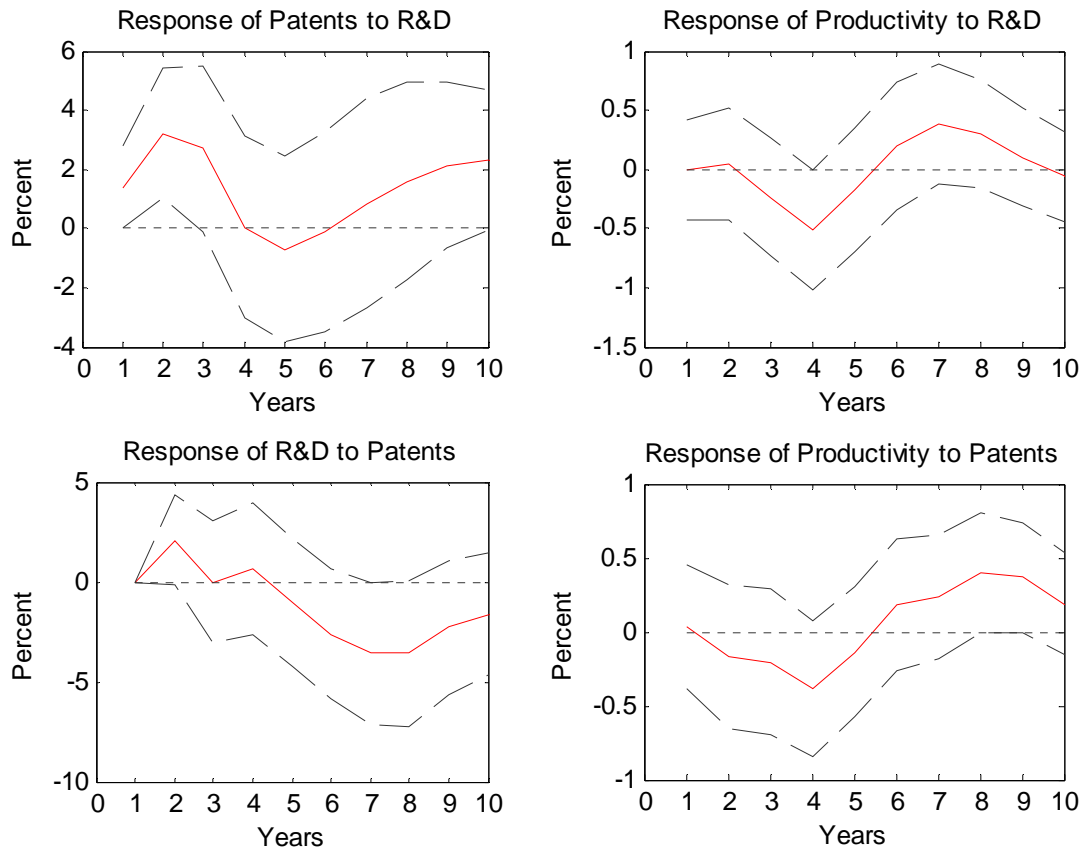 Response of Patents to R&D
6
4
2
0
-2
-4
Percent
0 1 2 3 4 5 6 7 8 9 10
Years
Response of Productivity to R&D
1
0.5
0
-0.5
-1
-1.5
Percent
0 1 2 3 4 5 6 7 8 9 10
Years
Response of R&D to Patents
5
0
-5
-10
Percent
0 1 2 3 4 5 6 7 8 9 10
Years
Response of Productivity to Patents
1
0.5
0
-0.5
-1
Percent
0 1 2 3 4 5 6 7 8 9 10
Years